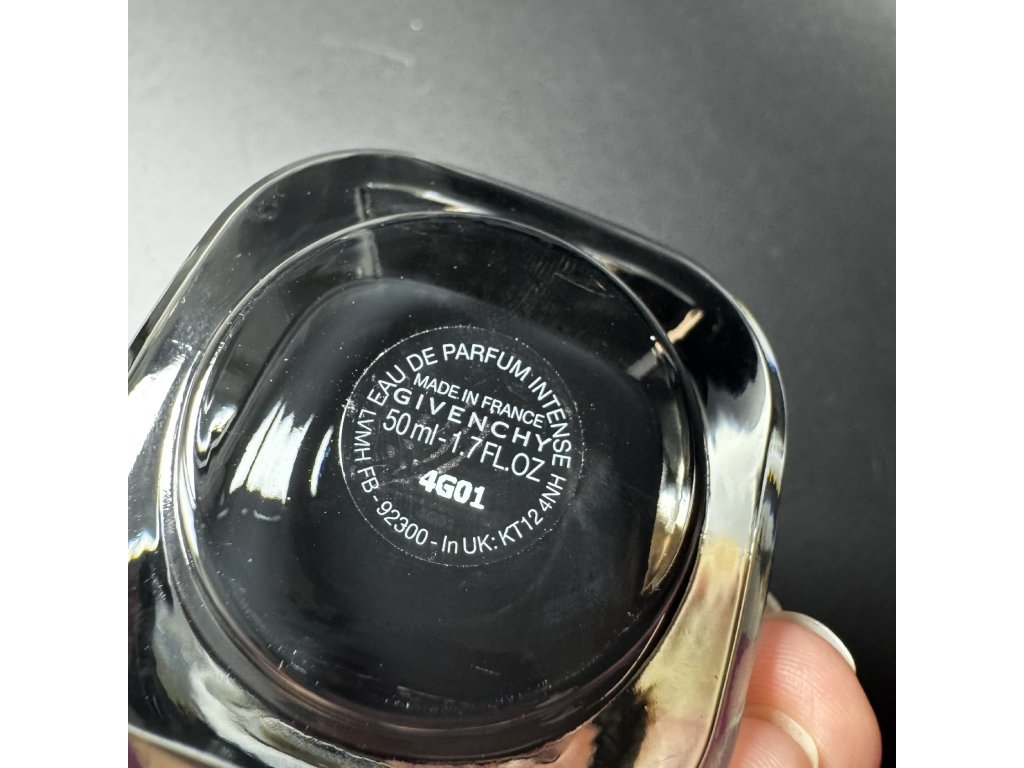 EAU DE PARFUM INTENSE
MADE IN FRANCE
GIVENCHY
50 ml - 1.7 FL.OZ
4G01
LVMH FB - 92300 - In UK: KT12 4NH